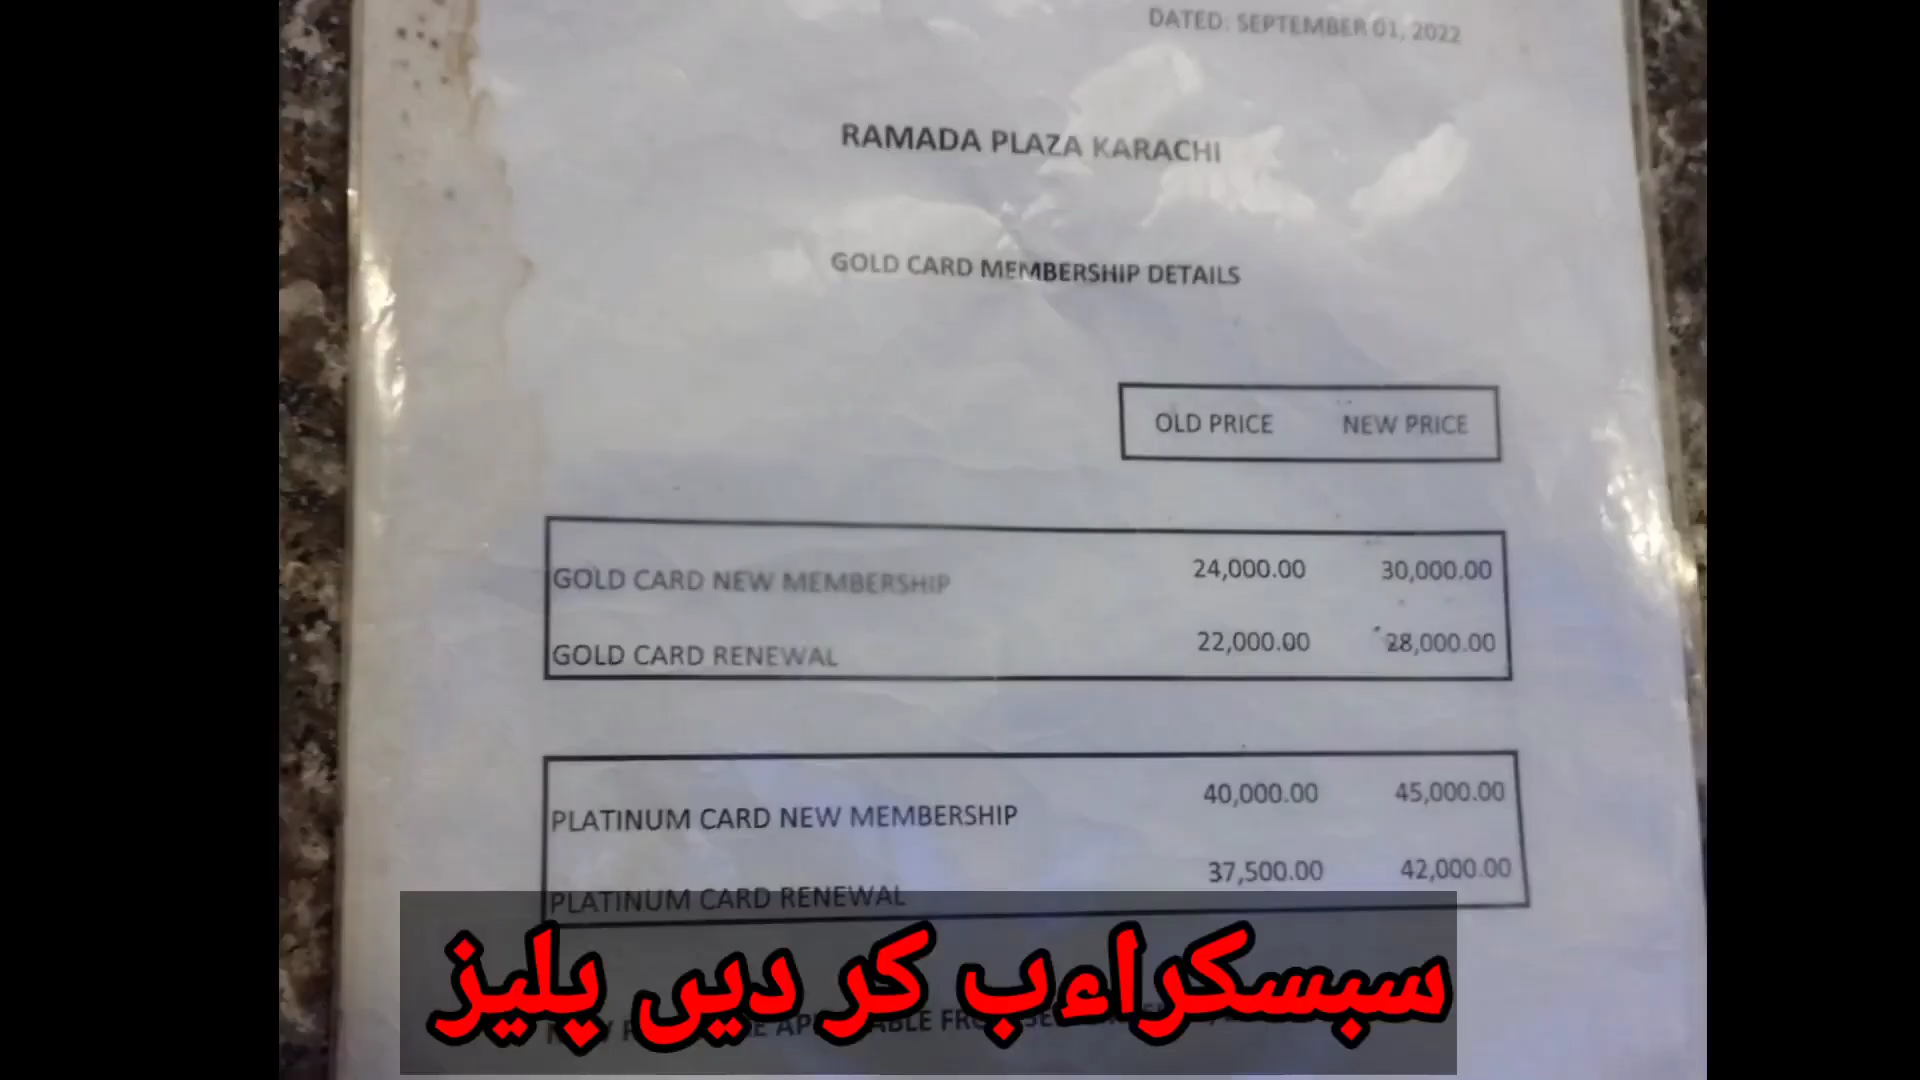 DATED: SEPTEMBER 01, 2022
RAMADA PLAZA KARACHI
GOLD CARD MEMBERSHIP DETAILS
OLD PRICE NEW PRICE
GOLD CARD NEW MEMBERSHIP 24,000.00 30,000.00
GOLD CARD RENEWAL 22,000.00 28,000.00
PLATINUM CARD NEW MEMBERSHIP 40,000.00 45,000.00
PLATINUM CARD RENEWAL 37,500.00 42,000.00
سبسکراءب کر دیں پلیز